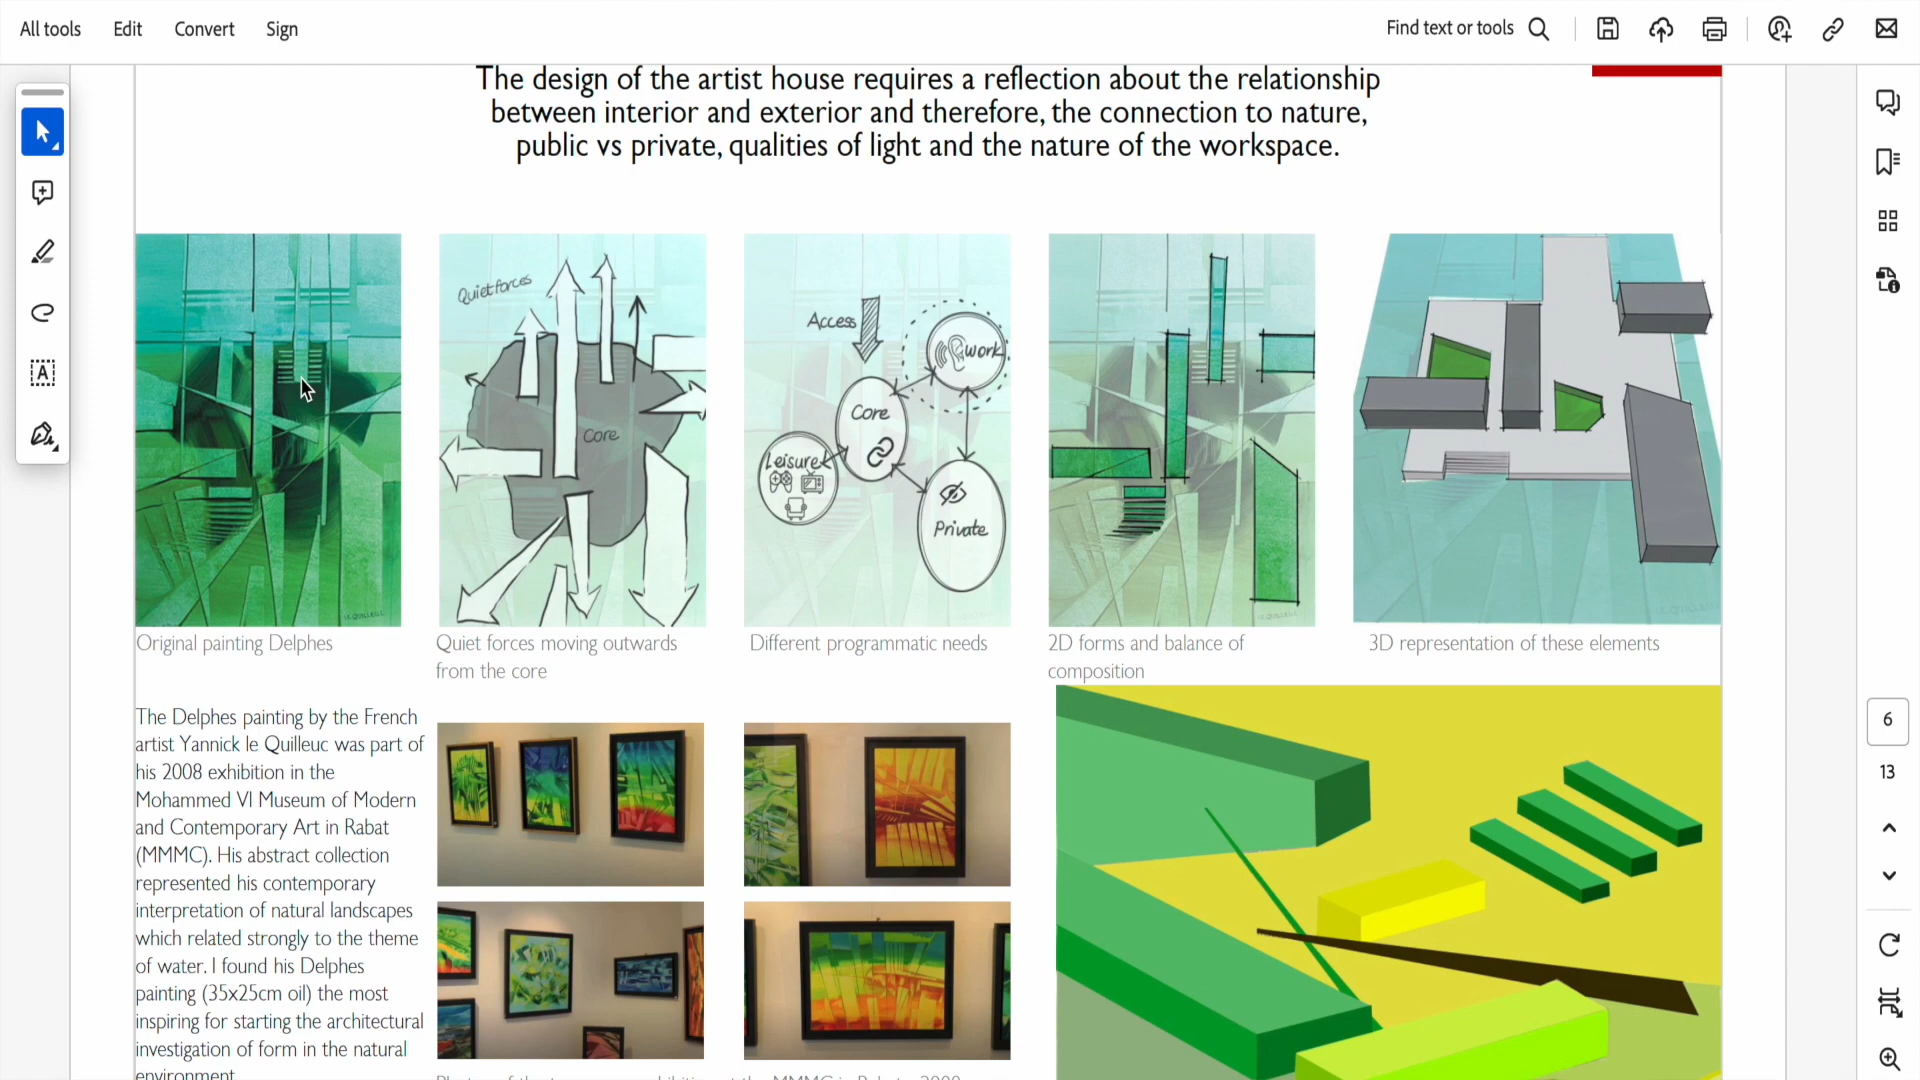 All tools Edit Convert Sign Find text or tools
The design of the artist house requires a reflection about the relationship
between interior and exterior and therefore, the connection to nature,
public vs private, qualities of light and the nature of the workspace.
Quiet forces
Core
Access
work
Core
Leisure
Private
Original painting Delphes
Quiet forces moving outwards
from the core
Different programmatic needs
2D forms and balance of
composition
3D representation of these elements
The Delphes painting by the French
artist Yannick le Quilleuc was part of
his 2008 exhibition in the
Mohammed VI Museum of Modern
and Contemporary Art in Rabat
(MMMC). His abstract collection
represented his contemporary
interpretation of natural landscapes
which related strongly to the theme
of water. I found his Delphes
painting (35x25cm oil) the most
inspiring for starting the architectural
investigation of form in the natural
environment
6
13